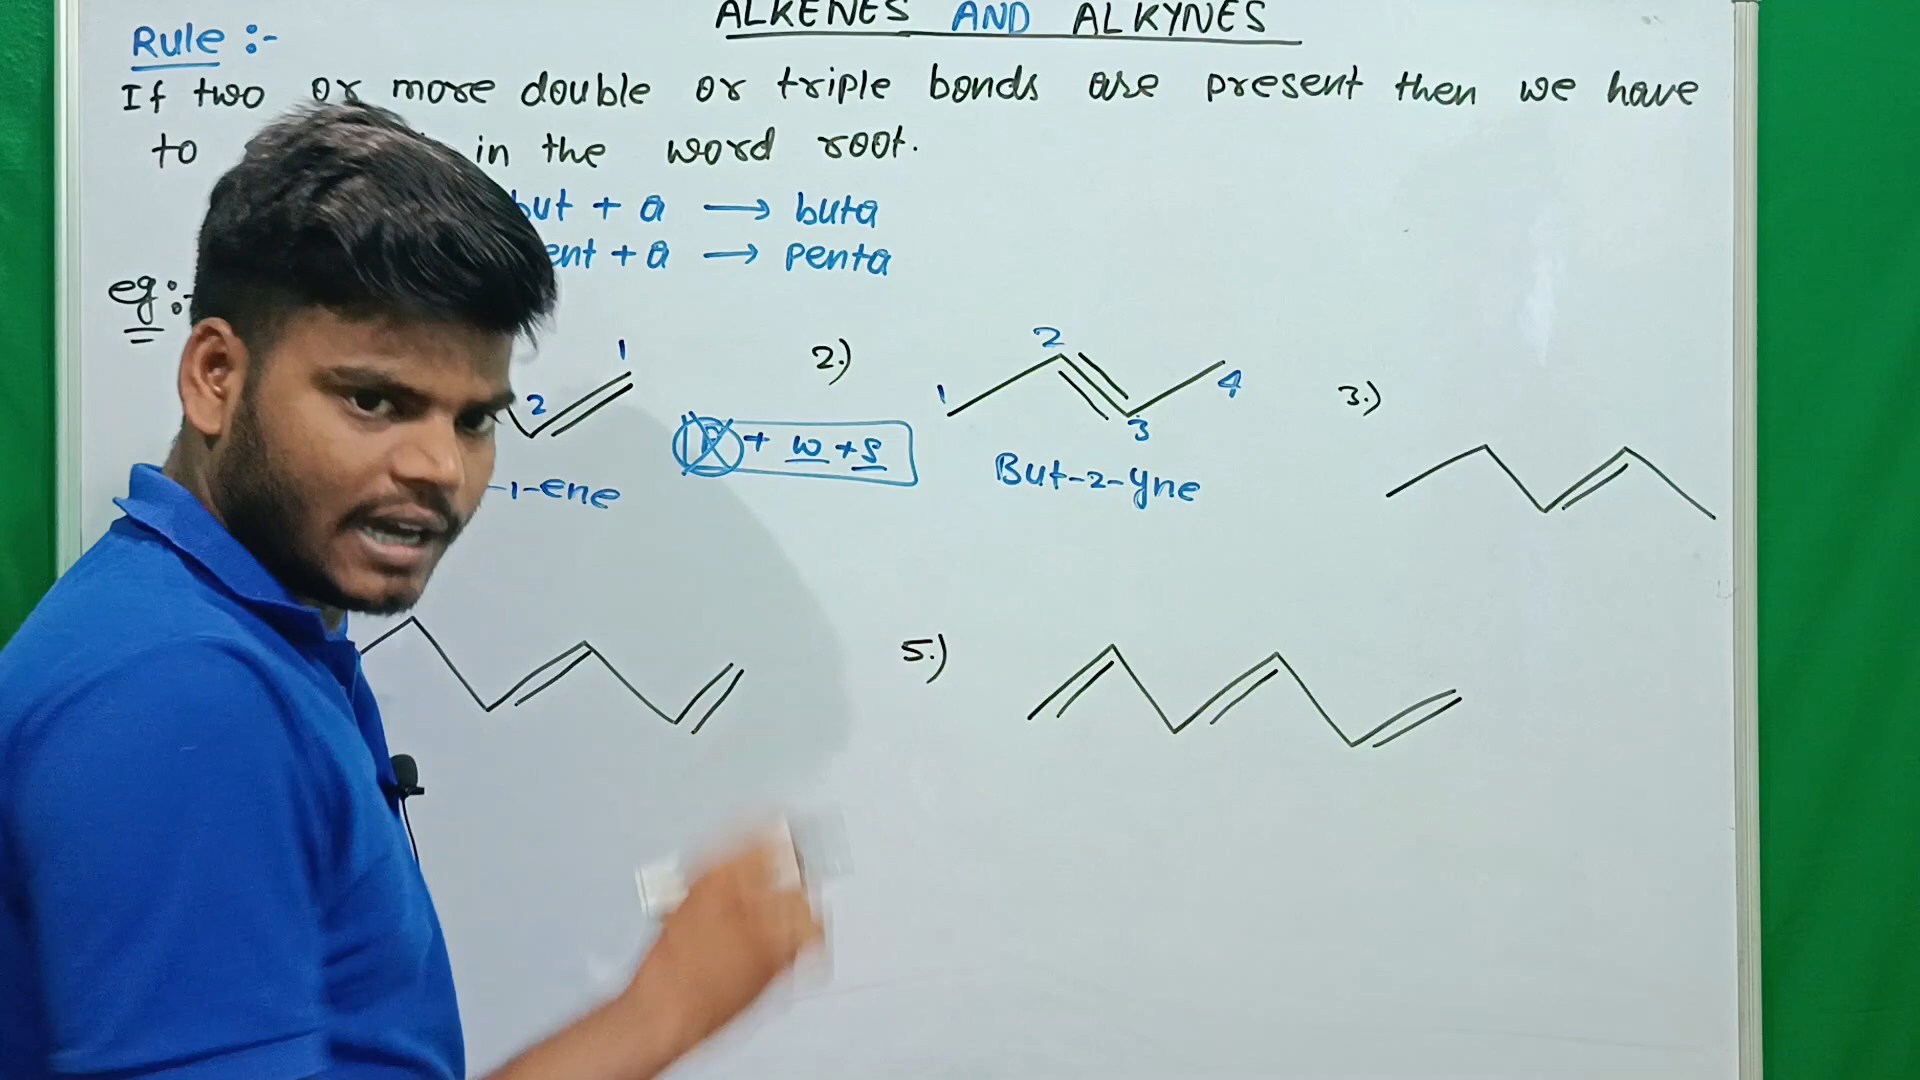 ALKENES AND ALKYNES
Rule :-
If two or more double or triple bonds are present then we have
to in the word root.
but + a → buta
ent + a → penta
eg:-
1
2
2.)
1
2
3
4
3.)
P + w + s
-1-ene
But-2-yne
5.)